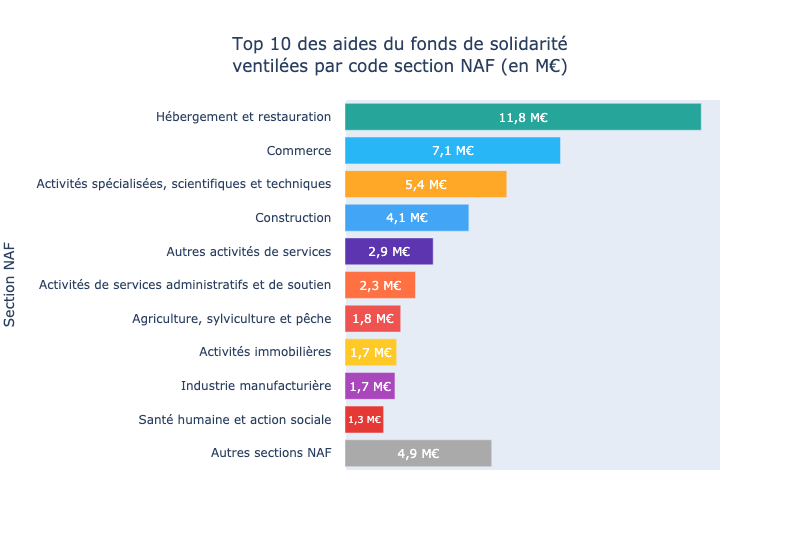 Top 10 des aides du fonds de solidarité
ventilées par code section NAF (en M€)
Section NAF
Hébergement et restauration 11,8 M€
Commerce 7,1 M€
Activités spécialisées, scientifiques et techniques 5,4 M€
Construction 4,1 M€
Autres activités de services 2,9 M€
Activités de services administratifs et de soutien 2,3 M€
Agriculture, sylviculture et pêche 1,8 M€
Activités immobilières 1,7 M€
Industrie manufacturière 1,7 M€
Santé humaine et action sociale 1,3 M€
Autres sections NAF 4,9 M€